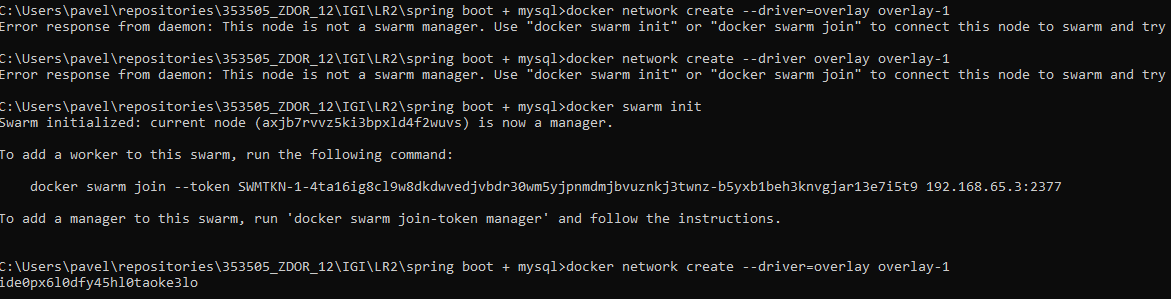 C:\Users\pavel\repositories\353505_ZDOR_12\IGI\LR2\spring boot + mysql>docker network create --driver=overlay overlay-1
Error response from daemon: This node is not a swarm manager. Use "docker swarm init" or "docker swarm join" to connect this node to swarm and try
C:\Users\pavel\repositories\353505_ZDOR_12\IGI\LR2\spring boot + mysql>docker network create --driver overlay overlay-1
Error response from daemon: This node is not a swarm manager. Use "docker swarm init" or "docker swarm join" to connect this node to swarm and try
C:\Users\pavel\repositories\353505_ZDOR_12\IGI\LR2\spring boot + mysql>docker swarm init
Swarm initialized: current node (axjb7rvvz5ki3bpxld4f2wuvs) is now a manager.
To add a worker to this swarm, run the following command:
docker swarm join --token SWMTKN-1-4ta16ig8cl9w8dkdwvedjvbdr30wm5yjpnmdmjbvuznkj3twnz-b5yxb1beh3knvgjar13e7i5t9 192.168.65.3:2377
To add a manager to this swarm, run 'docker swarm join-token manager' and follow the instructions.
C:\Users\pavel\repositories\353505_ZDOR_12\IGI\LR2\spring boot + mysql>docker network create --driver=overlay overlay-1
ide0px6l0dfy45hl0taoke3lo